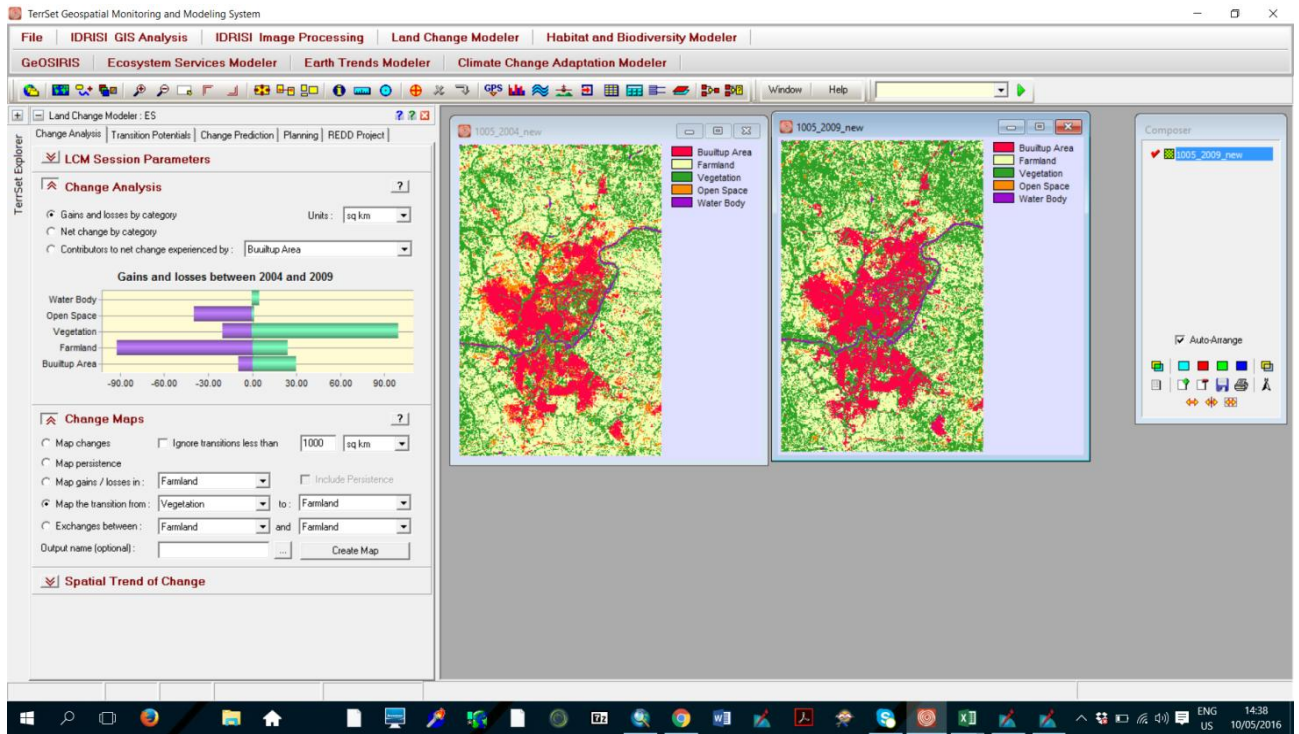 TerrSet Geospatial Monitoring and Modeling System
File IDRISI GIS Analysis IDRISI Image Processing Land Change Modeler Habitat and Biodiversity Modeler
GeOSIRIS Ecosystem Services Modeler Earth Trends Modeler Climate Change Adaptation Modeler
GPS Window Help
TerrSet Explorer
Land Change Modeler : ES
Change Analysis Transition Potentials Change Prediction Planning REDD Project
LCM Session Parameters
Change Analysis ?
Gains and losses by category Units : sq km
Net change by category
Contributors to net change experienced by : Buuiltup Area
Gains and losses between 2004 and 2009
Water Body
Open Space
Vegetation
Farmland
Buuiltup Area
-90.00 -60.00 -30.00 0.00 30.00 60.00 90.00
Change Maps ?
Map changes Ignore transitions less than 1000 sq km
Map persistence
Map gains / losses in : Farmland Include Persistence
Map the transition from : Vegetation to : Farmland
Exchanges between : Farmland and Farmland
Output name (optional) : ... Create Map
Spatial Trend of Change
1005_2004_new
Buuiltup Area
Farmland
Vegetation
Open Space
Water Body
1005_2009_new
Buuiltup Area
Farmland
Vegetation
Open Space
Water Body
Composer
1005_2009_new
Auto-Arrange
ENG
US
14:38
10/05/2016